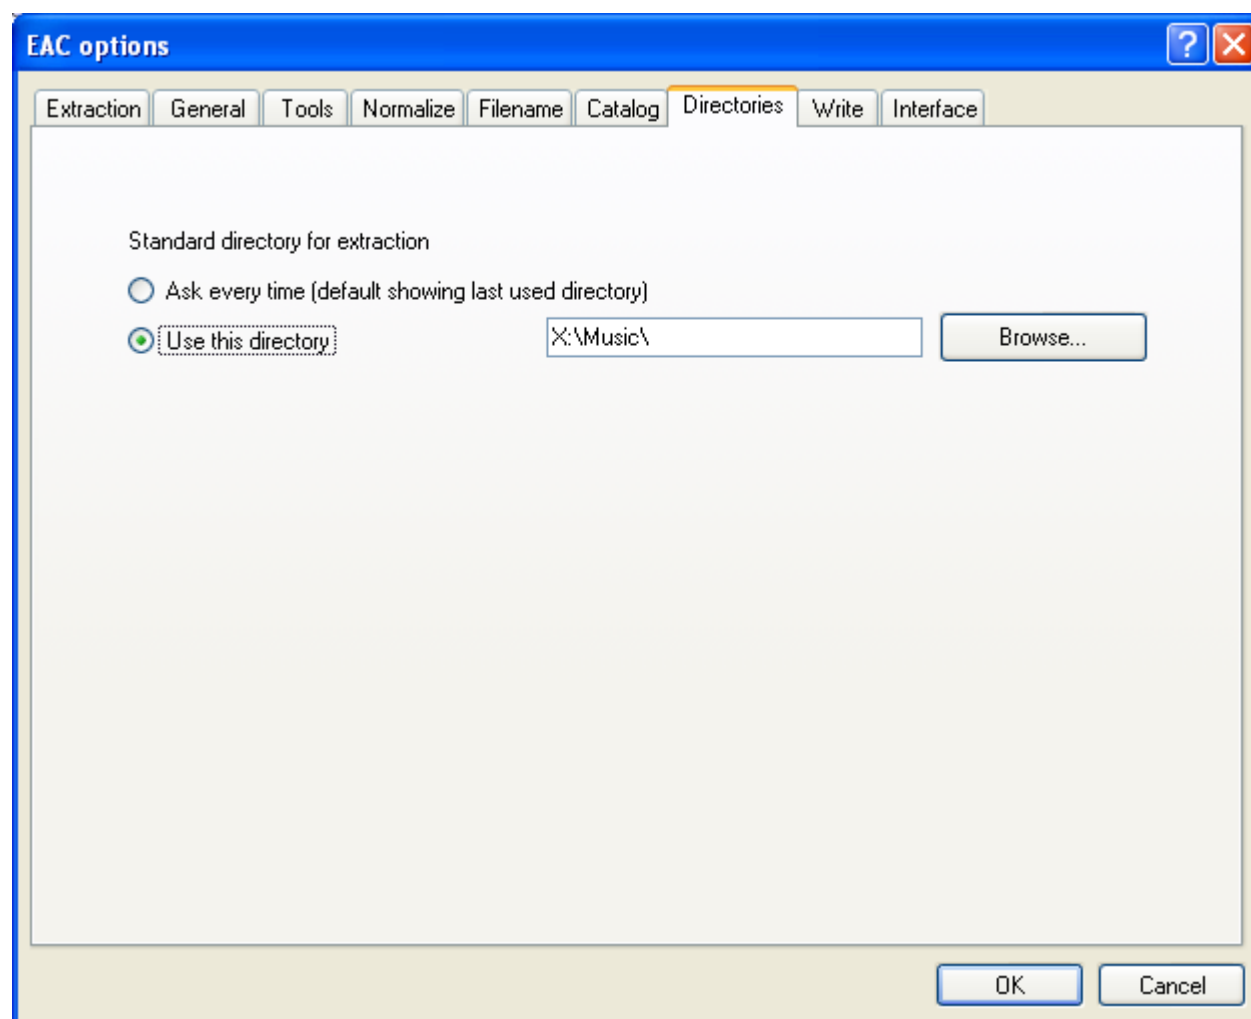 EAC options
Extraction General Tools Normalize Filename Catalog Directories Write Interface
Standard directory for extraction
Ask every time (default showing last used directory)
Use this directory X:\Music\ Browse...
OK Cancel